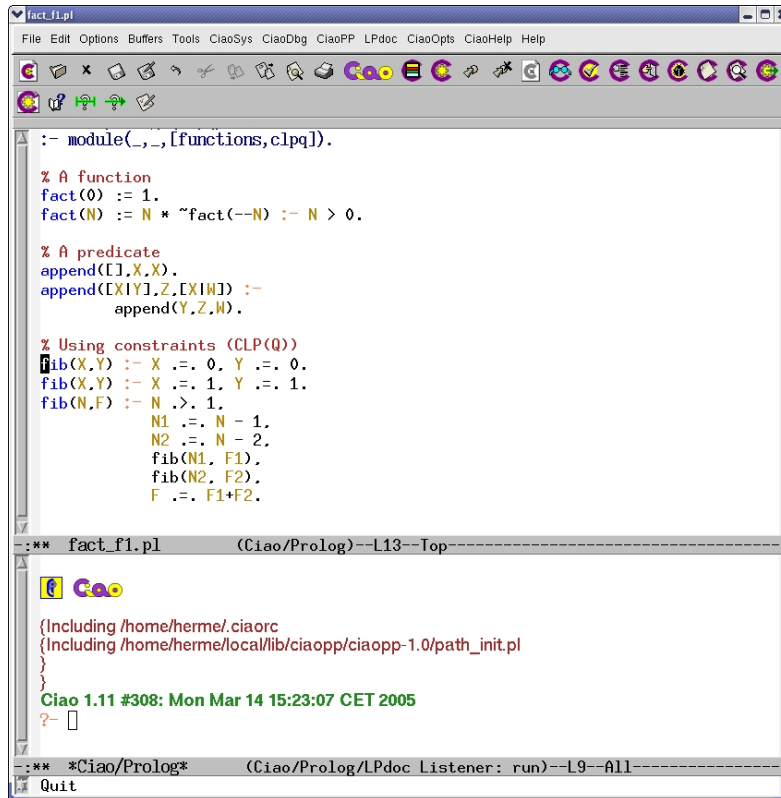 fact_f1.pl
File Edit Options Buffers Tools CiaoSys CiaoDbg CiaoPP LPdoc CiaoOpts CiaoHelp Help
Ciao
:- module(_,_,[functions,clpq]).
% A function
fact(0) := 1.
fact(N) := N * ~fact(--N) :- N > 0.
% A predicate
append([],X,X).
append([X|Y],Z,[X|W]) :-
append(Y,Z,W).
% Using constraints (CLP(Q))
fib(X,Y) :- X .=. 0, Y .=. 0.
fib(X,Y) :- X .=. 1, Y .=. 1.
fib(N,F) :- N .>. 1,
N1 .=. N - 1,
N2 .=. N - 2,
fib(N1, F1),
fib(N2, F2),
F .=. F1+F2.
-:** fact_f1.pl (Ciao/Prolog)--L13--Top-----------------------------------
Ciao
{Including /home/herme/.ciaorc
{Including /home/herme/local/lib/ciaopp/ciaopp-1.0/path_init.pl
}
}
Ciao 1.11 #308: Mon Mar 14 15:23:07 CET 2005
?-
-:** *Ciao/Prolog* (Ciao/Prolog/LPdoc Listener: run)--L9--All----------------
Quit